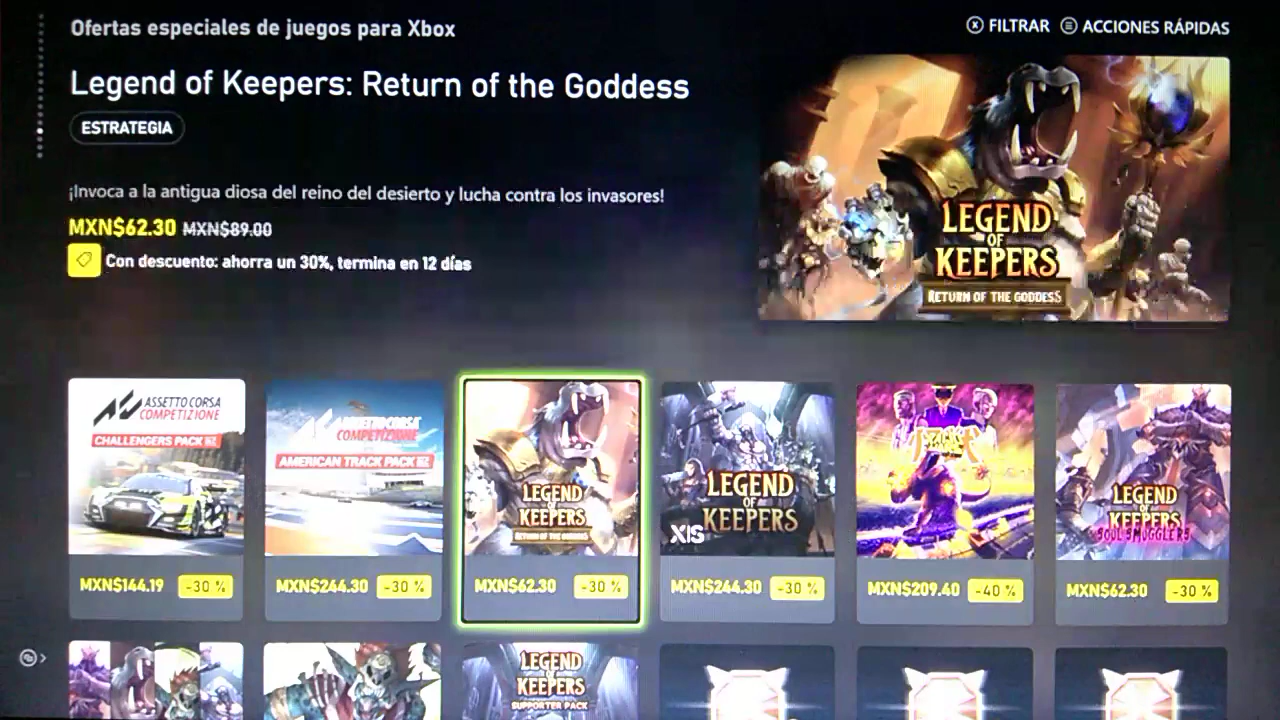 Ofertas especiales de juegos para Xbox
FILTRAR
ACCIONES RÁPIDAS
Legend of Keepers: Return of the Goddess
ESTRATEGIA
¡Invoca a la antigua diosa del reino del desierto y lucha contra los invasores!
MXN$62.30 MXN$89.00
Con descuento: ahorra un 30%, termina en 12 días
LEGEND
OF
KEEPERS
RETURN OF THE GODDESS
ASSETTO CORSA
COMPETIZIONE
CHALLENGERS PACK
MXN$144.19 -30 %
ASSETTO CORSA
COMPETIZIONE
AMERICAN TRACK PACK
MXN$244.30 -30 %
LEGEND
OF
KEEPERS
RETURN OF THE GODDESS
MXN$62.30 -30 %
LEGEND
OF
KEEPERS
X|S
MXN$244.30 -30 %
MXN$209.40 -40 %
LEGEND
OF
KEEPERS
SOUL SMUGGLERS
MXN$62.30 -30 %
LEGEND
OF
KEEPERS
SUPPORTER PACK